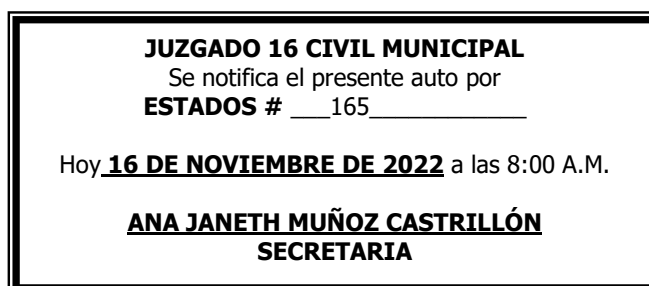 JUZGADO 16 CIVIL MUNICIPAL
Se notifica el presente auto por
ESTADOS # ___165____________
Hoy 16 DE NOVIEMBRE DE 2022 a las 8:00 A.M.
ANA JANETH MUÑOZ CASTRILLÓN
SECRETARIA